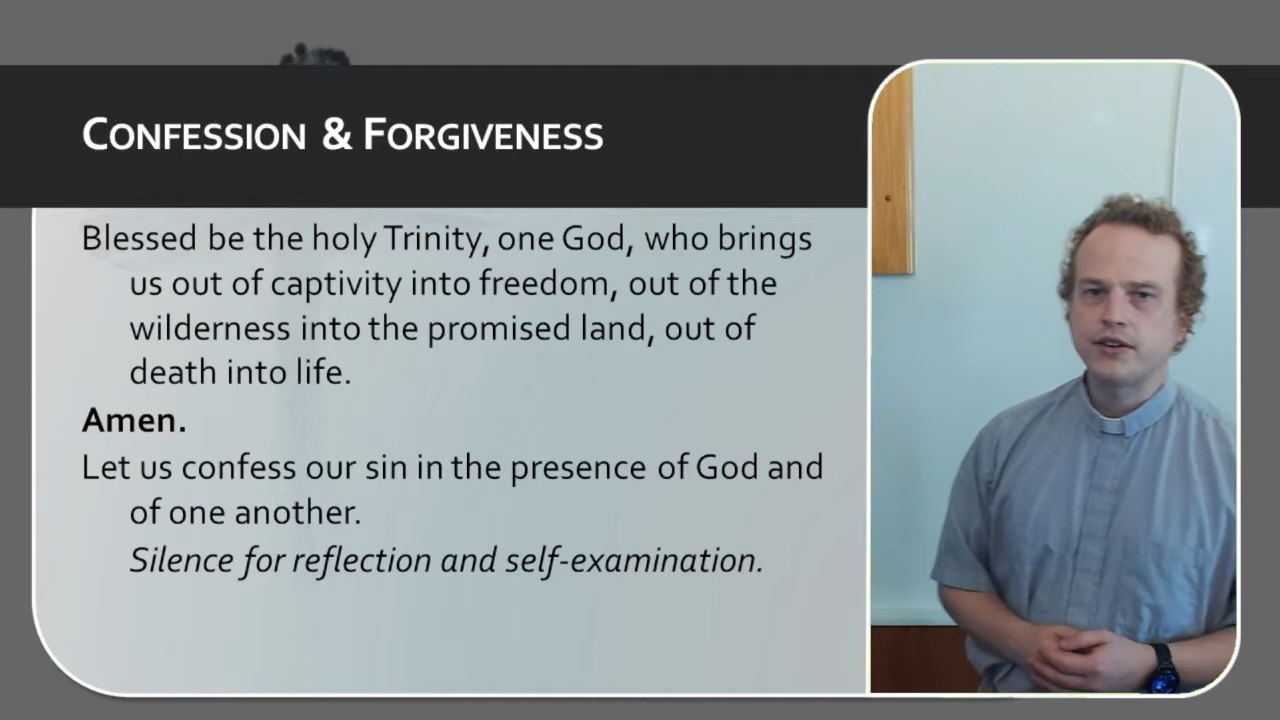 CONFESSION & FORGIVENESS
Blessed be the holy Trinity, one God, who brings
us out of captivity into freedom, out of the
wilderness into the promised land, out of
death into life.
Amen.
Let us confess our sin in the presence of God and
of one another.
Silence for reflection and self-examination.